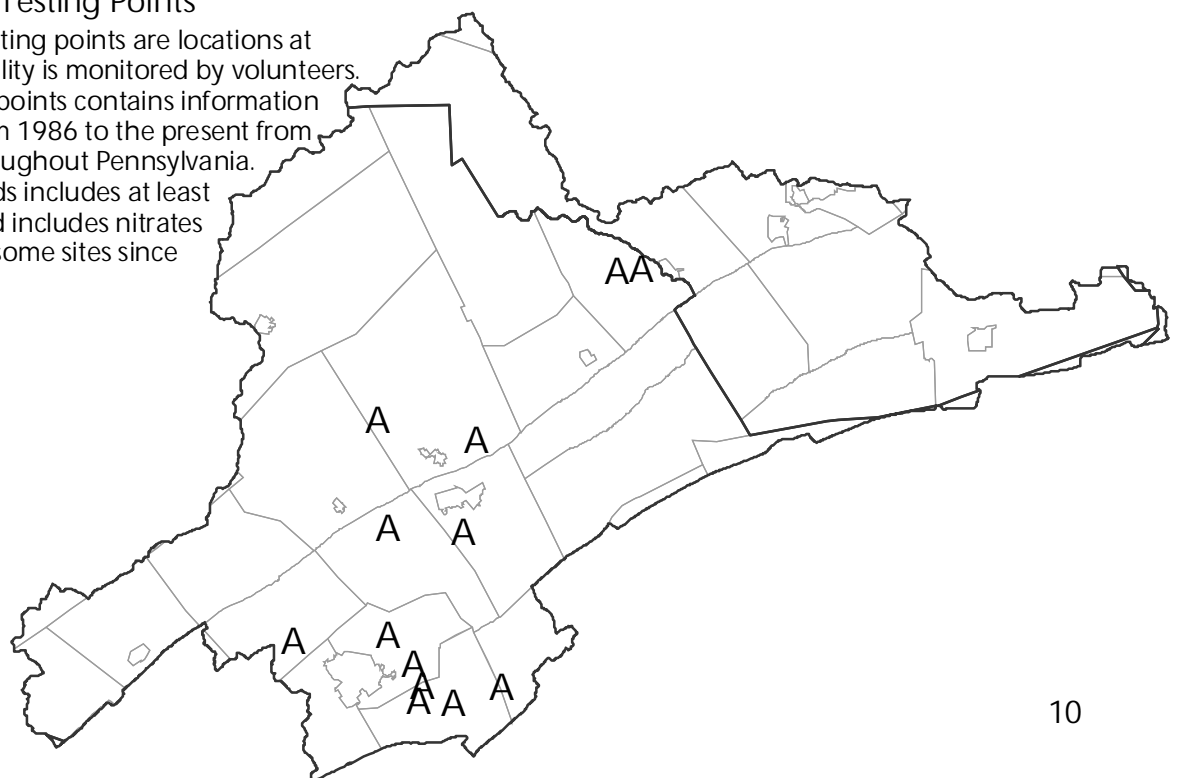 esting Points
ting points are locations at
lity is monitored by volunteers.
points contains information
1986 to the present from
ughout Pennsylvania.
ds includes at least
d includes nitrates
some sites since
AA
A
A
A
A
A
A
A
A
A
A
A
10